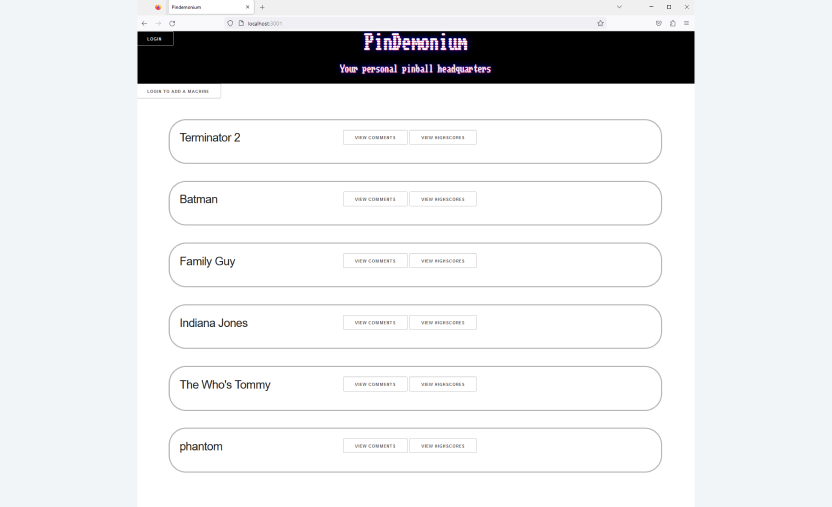 Pindemonium
localhost:3001
LOGIN
PinDemonium
Your personal pinball headquarters
LOGIN TO ADD A MACHINE
Terminator 2 VIEW COMMENTS VIEW HIGHSCORES
Batman VIEW COMMENTS VIEW HIGHSCORES
Family Guy VIEW COMMENTS VIEW HIGHSCORES
Indiana Jones VIEW COMMENTS VIEW HIGHSCORES
The Who's Tommy VIEW COMMENTS VIEW HIGHSCORES
phantom VIEW COMMENTS VIEW HIGHSCORES